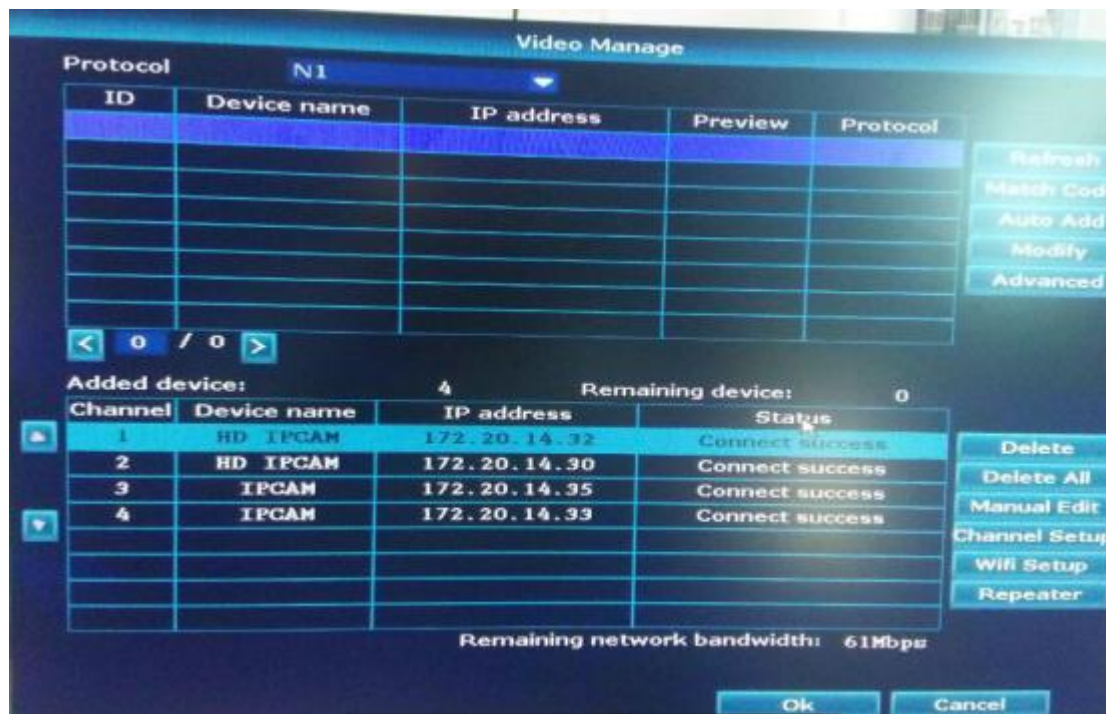 Video Manage
Protocol N1
ID Device name IP address Preview Protocol
Refresh
Match Cod
Auto Add
Modify
Advanced
< 0 / 0 >
Added device: 4 Remaining device: 0
Channel Device name IP address Status
1 HD IPCAM 172.20.14.32 Connect success
2 HD IPCAM 172.20.14.30 Connect success
3 IPCAM 172.20.14.35 Connect success
4 IPCAM 172.20.14.33 Connect success
Delete
Delete All
Manual Edit
Channel Setup
Wifi Setup
Repeater
Remaining network bandwidth: 61Mbps
Ok Cancel